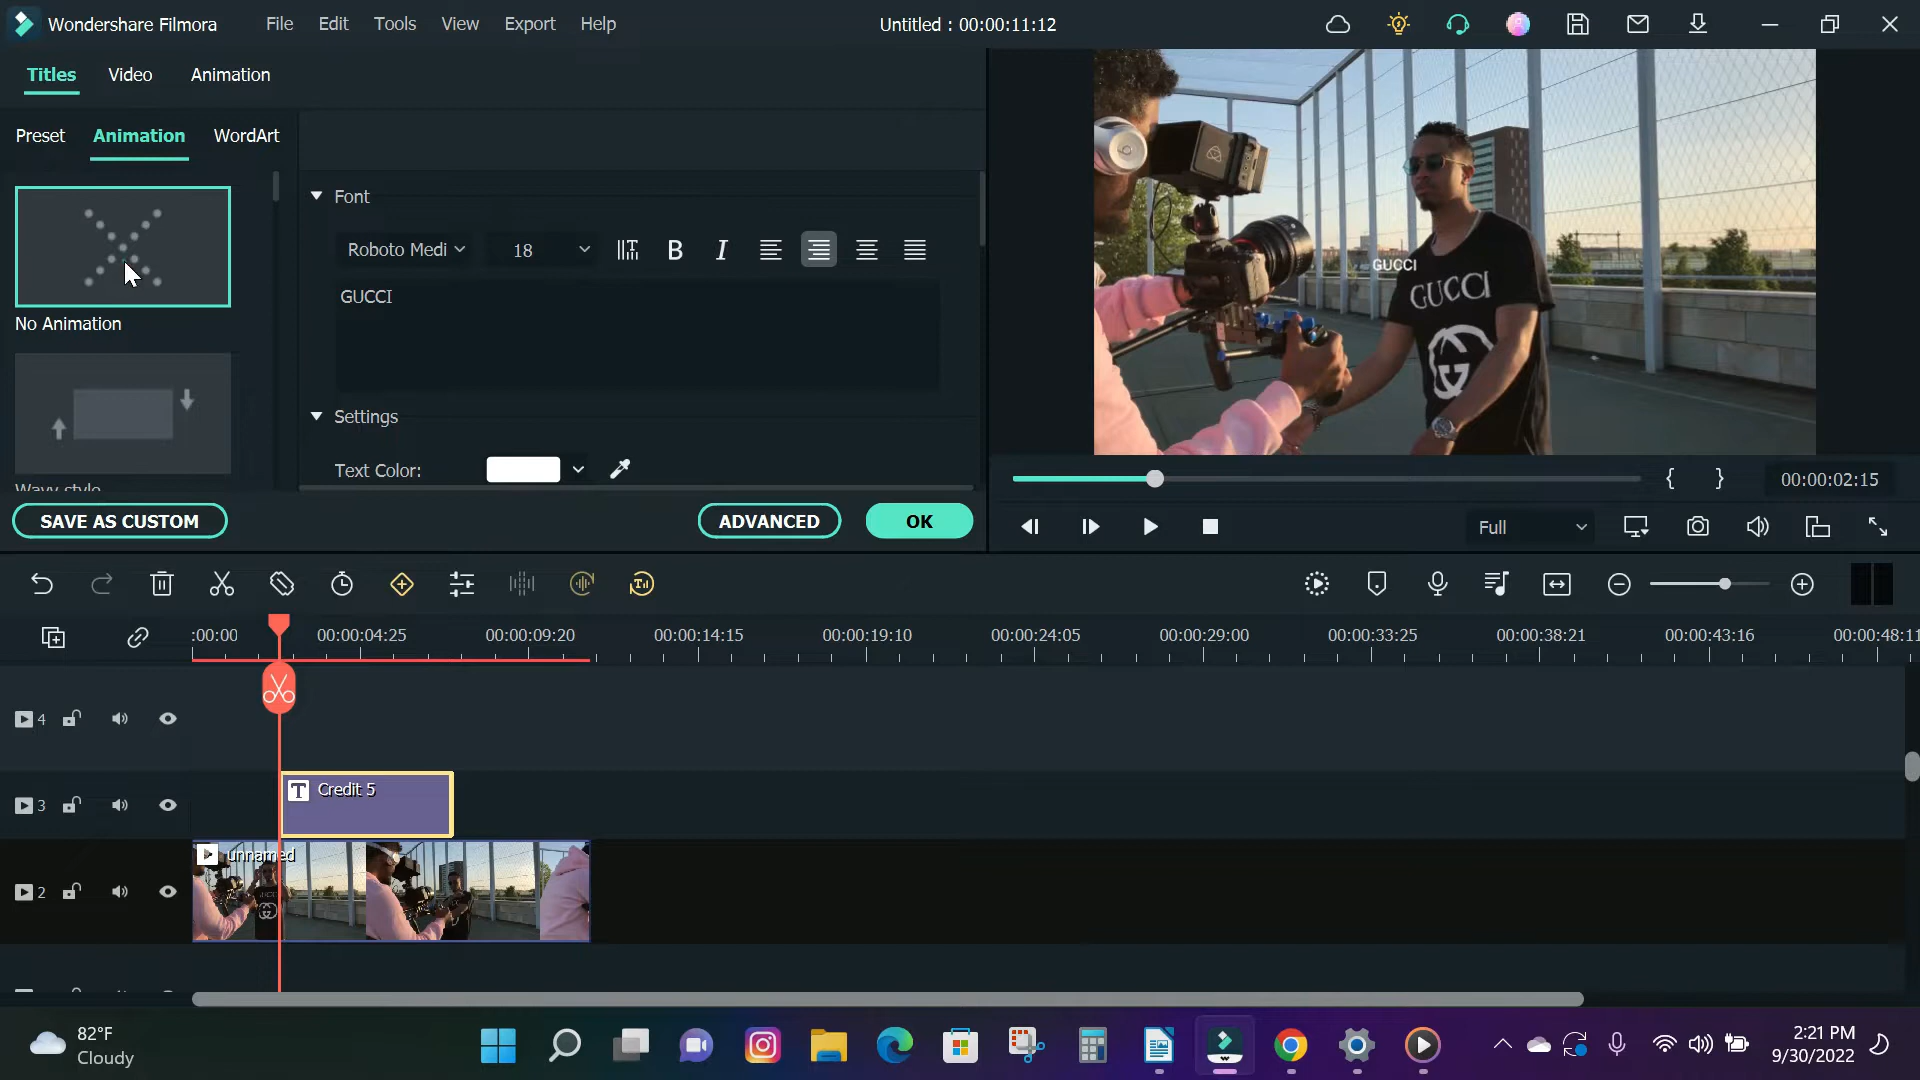 Wondershare Filmora
File
Edit
Tools
View
Export
Help
Untitled : 00:00:11:12
Titles
Video
Animation
Preset
Animation
WordArt
No Animation
Wavy style
Font
Roboto Medi
18
B
I
GUCCI
Settings
Text Color:
SAVE AS CUSTOM
ADVANCED
OK
GUCCI
GUCCI
{ }
00:00:02:15
Full
:00:00
00:00:04:25
00:00:09:20
00:00:14:15
00:00:19:10
00:00:24:05
00:00:29:00
00:00:33:25
00:00:38:21
00:00:43:16
00:00:48:11
4
3
T Credit 5
2
unnamed
82°F
Cloudy
2:21 PM
9/30/2022